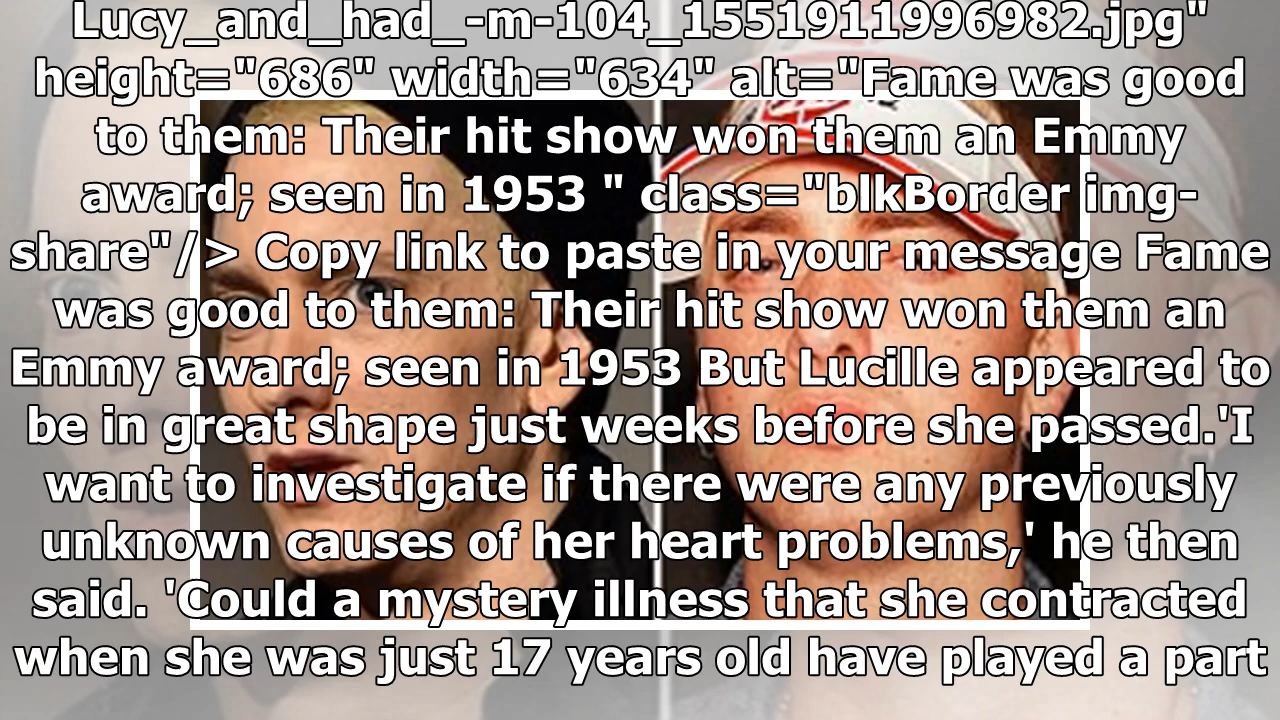 Lucy_and_had_-m-104_1551911996982.jpg"
height="686" width="634" alt="Fame was good
to them: Their hit show won them an Emmy
award; seen in 1953 " class="blkBorder img-
share"/> Copy link to paste in your message Fame
was good to them: Their hit show won them an
Emmy award; seen in 1953 But Lucille appeared to
be in great shape just weeks before she passed.'I
want to investigate if there were any previously
unknown causes of her heart problems,' he then
said. 'Could a mystery illness that she contracted
when she was just 17 years old have played a part